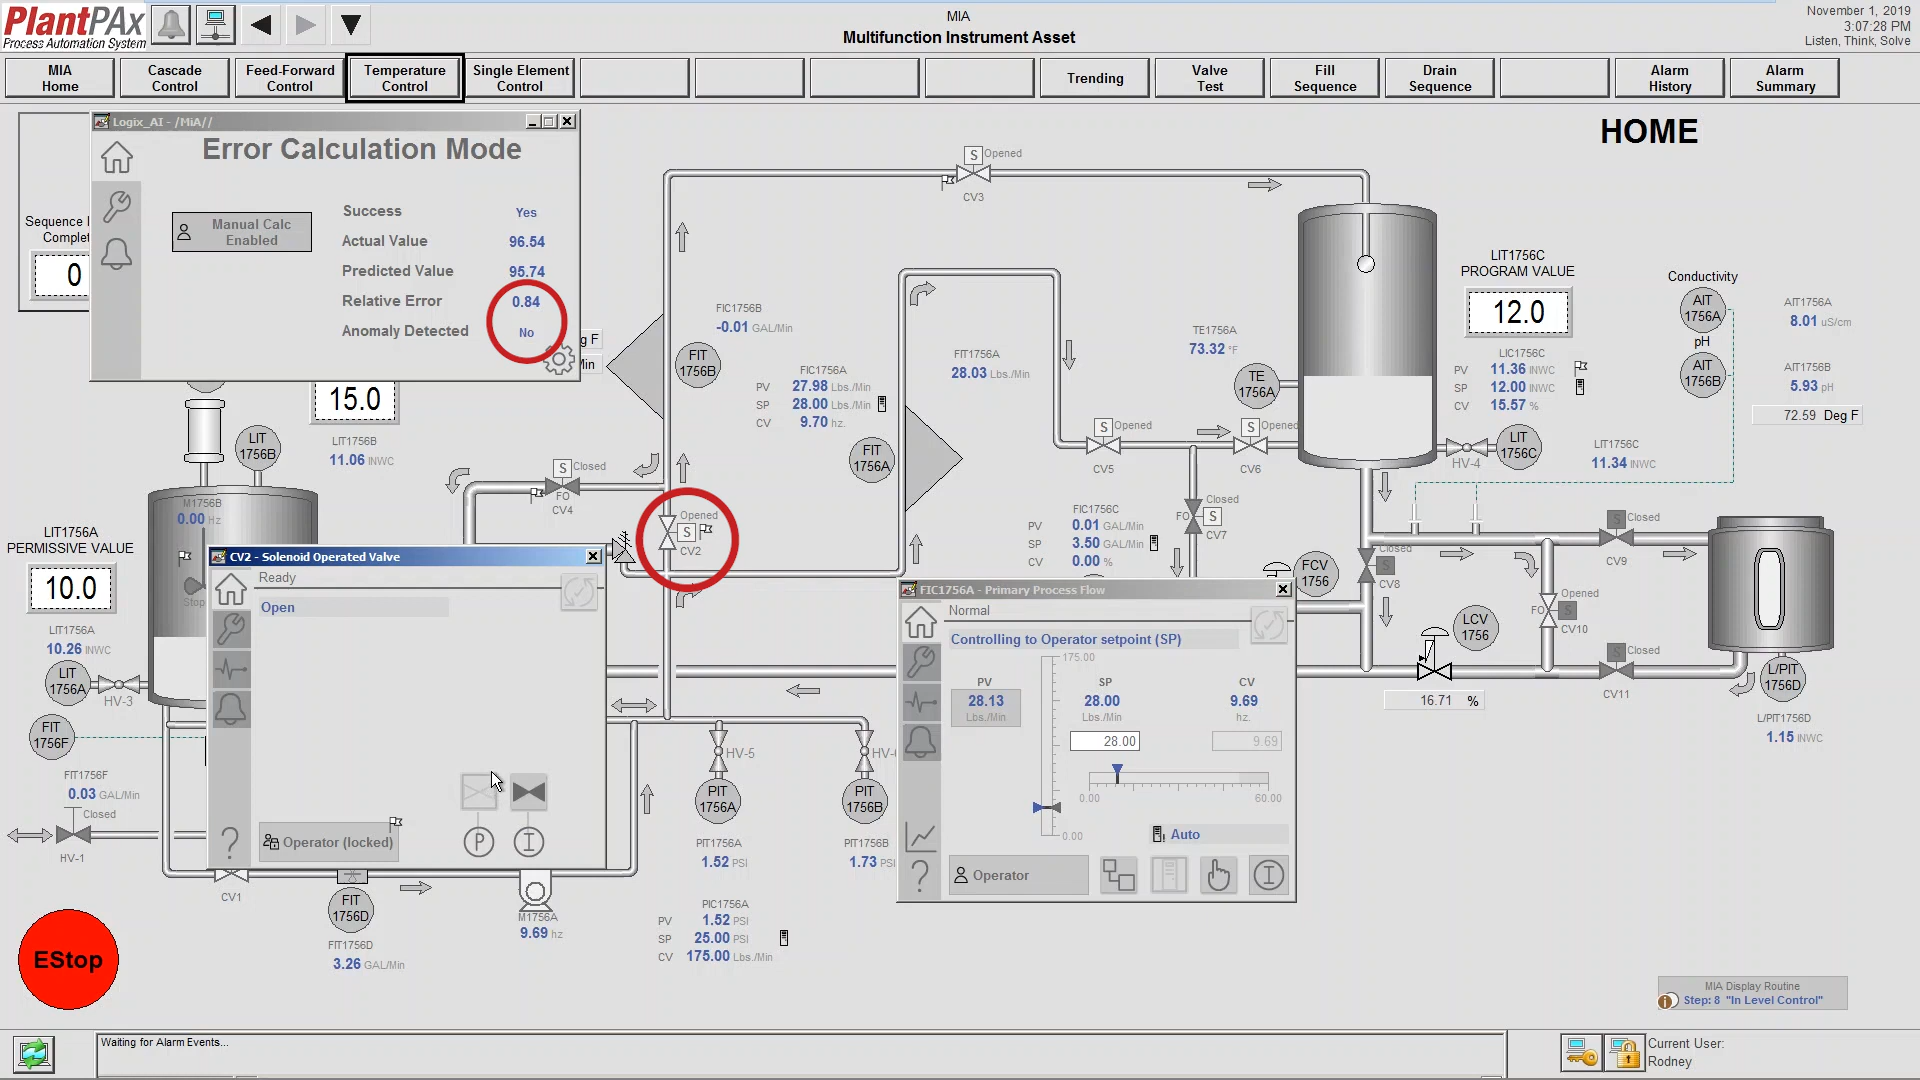 PlantPAx
Process Automation System
MIA
Multifunction Instrument Asset
November 1, 2019
3:07:28 PM
Listen, Think, Solve
MIA
Home
Cascade
Control
Feed-Forward
Control
Temperature
Control
Single Element
Control
Trending
Valve
Test
Fill
Sequence
Drain
Sequence
Alarm
History
Alarm
Summary
HOME
Logix_AI - /MiA//
Error Calculation Mode
Manual Calc
Enabled
Success Yes
Actual Value 96.54
Predicted Value 95.74
Relative Error 0.84
Anomaly Detected No
Sequence
Complet
0
15.0
LIT1756B
11.06 INWC
LIT
1756B
M1756B
0.00 Hz
Stop
LIT1756A
PERMISSIVE VALUE
10.0
LIT1756A
10.26 INWC
LIT
1756A
HV-3
FIT
1756F
FIT1756F
0.03 GAL/Min
Closed
HV-1
EStop
CV1
FIT
1756D
FIT1756D
3.26 GAL/Min
M1756A
9.69 hz
S Opened
CV3
FIC1756B
-0.01 GAL/Min
FIT
1756B
FIC1756A
PV 27.98 Lbs./Min
SP 28.00 Lbs./Min
CV 9.70 hz.
FIT
1756A
FIT1756A
28.03 Lbs./Min
S Closed
FO
CV4
Opened
S
CV2
S Opened
CV5
S Opened
CV6
Closed
FO S
CV7
FIC1756C
PV 0.01 GAL/Min
SP 3.50 GAL/Min
CV 0.00 %
TE1756A
73.32 °F
TE
1756A
LIT1756C
PROGRAM VALUE
12.0
LIC1756C
PV 11.36 INWC
SP 12.00 INWC
CV 15.57 %
LIT
1756C
HV-4
LIT1756C
11.34 INWC
Conductivity
AIT
1756A
pH
AIT
1756B
AIT1756A
8.01 uS/cm
AIT1756B
5.93 pH
72.59 Deg F
FCV
1756
Closed
S
CV8
S Closed
CV9
Opened
FO S
CV10
LCV
1756
16.71 %
S Closed
CV11
L/PIT
1756D
L/PIT1756D
1.15 INWC
CV2 - Solenoid Operated Valve
Ready
Open
?
Operator (locked)
P
I
HV-5
PIT
1756A
PIT1756A
1.52 PSI
PIT
1756B
PIT1756B
1.73 PSI
PIC1756A
PV 1.52 PSI
SP 25.00 PSI
CV 175.00 Lbs./Min
FIC1756A - Primary Process Flow
Normal
Controlling to Operator setpoint (SP)
175.00
PV SP CV
28.13 28.00 9.69
Lbs./Min Lbs./Min hz.
28.00 9.69
0.00 60.00
0.00
Auto
?
Operator
I
MIA Display Routine
Step: 8 "In Level Control"
Waiting for Alarm Events...
Current User:
Rodney